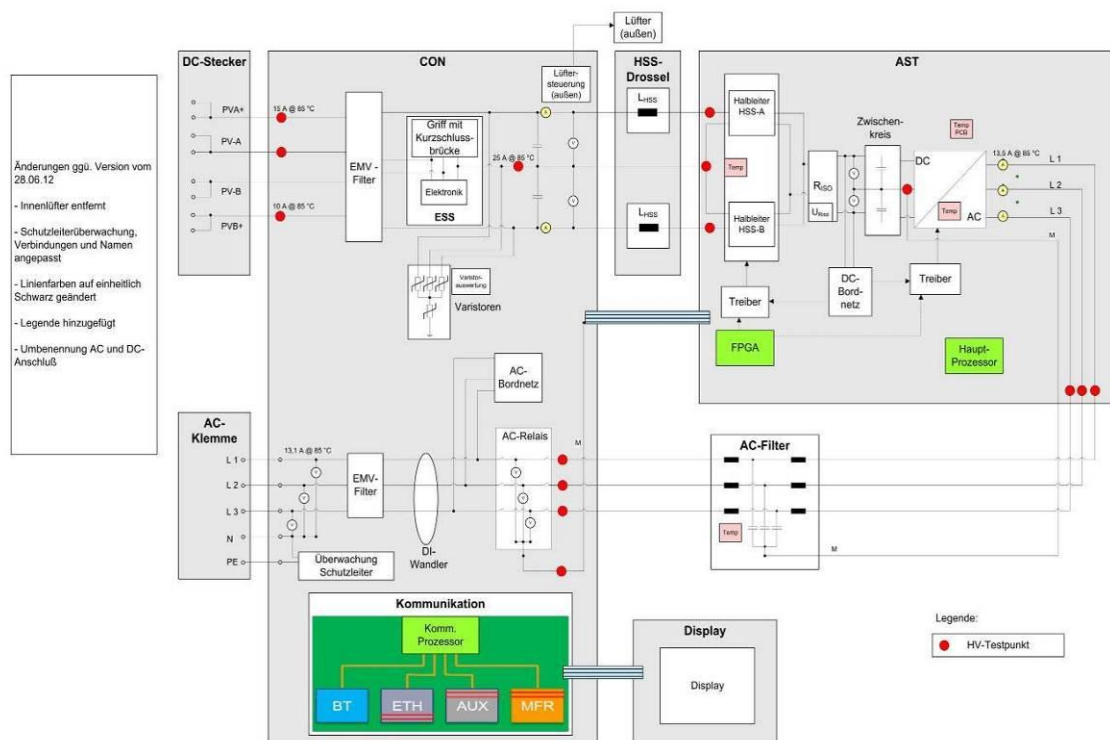 Änderungen ggü. Version vom
28.06.12
- Innenlüfter entfernt
- Schutzleiterüberwachung,
Verbindungen und Namen
angepasst
- Linienfarben auf einheitlich
Schwarz geändert
- Legende hinzugefügt
- Umbenennung AC und DC-
Anschluß
DC-Stecker
PVA+
PV-A
PV-B
PVB+
CON
15 A @ 85 °C
10 A @ 85 °C
EMV -
Filter
Griff mit
Kurzschluss-
brücke
Elektronik
ESS
25 A @ 85 °C
Lüfter
(außen)
Lüfter-
steuerung
(außen)
V
V
A
A
Varistor-
auswertung
Varistoren
HSS-
Drossel
LHSS
LHSS
AST
Halbleiter
HSS-A
Temp
Halbleiter
HSS-B
RISO
V
V
Zwischen-
kreis
Temp
PCB
13,5 A @ 85 °C
DC
AC
Temp
A
A
A
L 1
L 2
L 3
M
Treiber
DC-
Bord-
netz
Treiber
FPGA
Haupt-
Prozessor
AC-
Klemme
L 1
L 2
L 3
N
PE
13,1 A @ 85 °C
V
V
V
EMV-
Filter
Überwachung
Schutzleiter
DI-
Wandler
AC-
Bordnetz
AC-Relais
V
V
V
M
AC-Filter
Temp
M
Kommunikation
Komm.
Prozessor
BT
ETH
AUX
MFR
Display
Display
Legende:
HV-Testpunkt